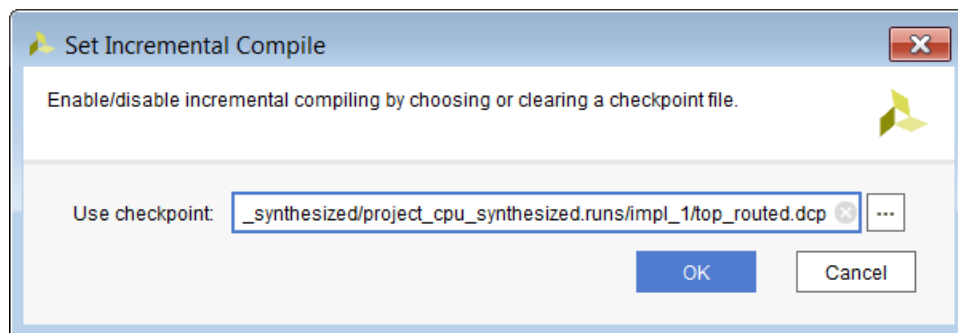 Set Incremental Compile
Enable/disable incremental compiling by choosing or clearing a checkpoint file.
Use checkpoint: _synthesized/project_cpu_synthesized.runs/impl_1/top_routed.dcp ...
OK Cancel